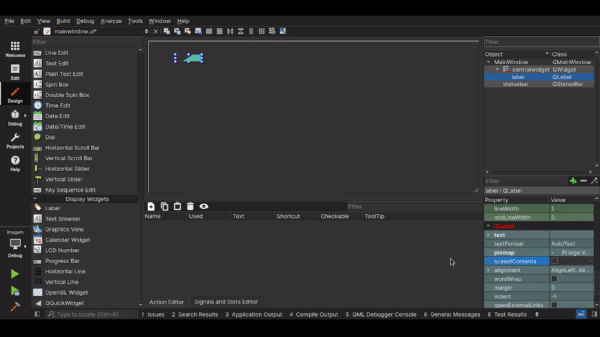 File Edit View Build Debug Analyze Tools Window Help
mainwindow.ui*
Filter
Welcome
Edit
Design
Debug
Projects
Help
Imagem
Debug
Line Edit
Text Edit
Plain Text Edit
Spin Box
Double Spin Box
Time Edit
Date Edit
Date/Time Edit
Dial
Horizontal Scroll Bar
Vertical Scroll Bar
Horizontal Slider
Vertical Slider
Key Sequence Edit
Display Widgets
Label
Text Browser
Graphics View
Calendar Widget
LCD Number
Progress Bar
Horizontal Line
Vertical Line
OpenGL Widget
QQuickWidget
Filter
Name Used Text Shortcut Checkable ToolTip
Action Editor Signals and Slots Editor
Filter
Object Class
MainWindow QMainWindow
centralwidget QWidget
label QLabel
statusbar QStatusBar
Filter
label : QLabel
Property Value
lineWidth 1
midLineWidth 0
QLabel
text
textFormat AutoText
pixmap
scaledContents
alignment AlignLeft, Ali...
wordWrap
margin 0
indent -1
openExternalLinks
Type to locate (Ctrl+K) 1 Issues 2 Search Results 3 Application Output 4 Compile Output 5 QML Debugger Console 6 General Messages 8 Test Results